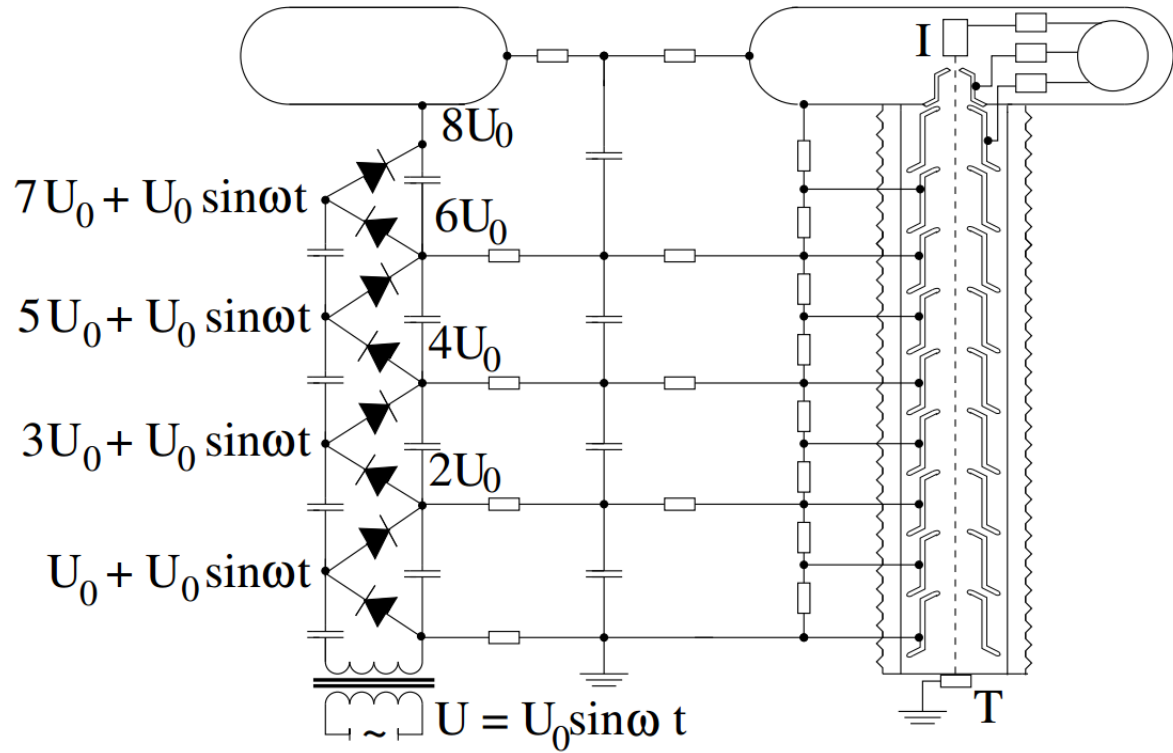 I
8U₀
7U₀ + U₀ sinωt
6U₀
5U₀ + U₀ sinωt
4U₀
3U₀ + U₀ sinωt
2U₀
U₀ + U₀ sinωt
T
~
U = U₀sinω t